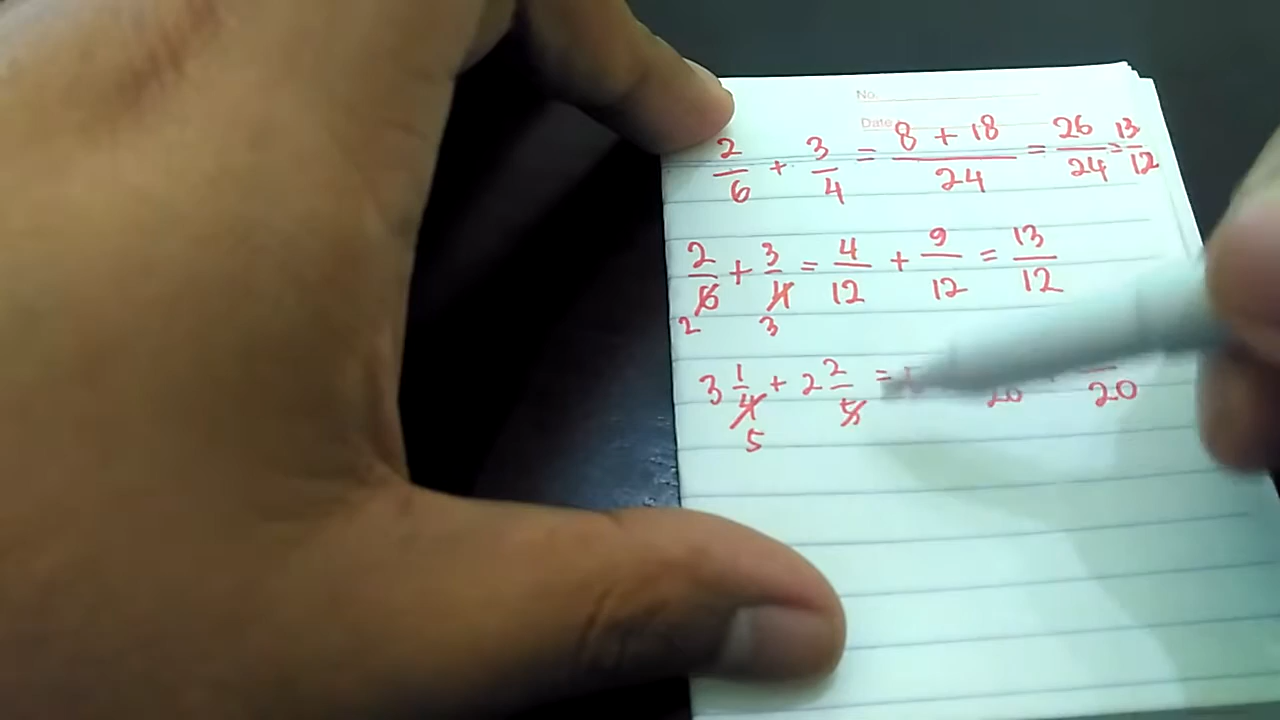 No.
Date
2/6 + 3/4 = 8 + 18/24 = 26/24 = 13/12
2/6 + 3/4 = 4/12 + 9/12 = 13/12
2 3
3 1/4 + 2 2/5 = 20 20
5